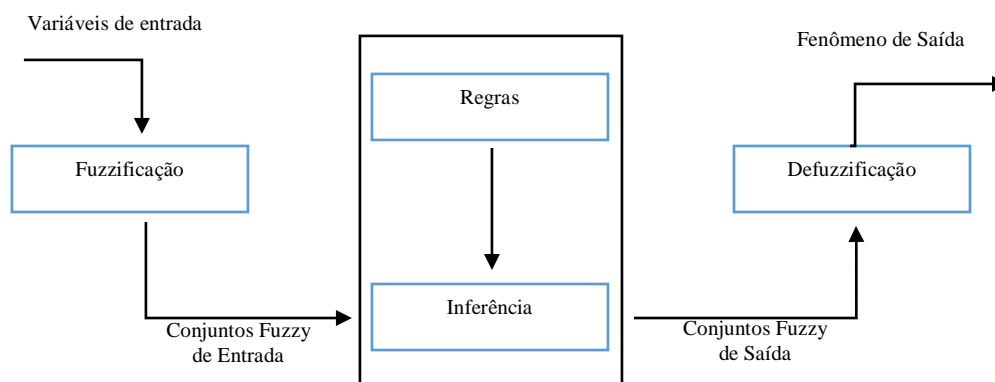 Variáveis de entrada
Fenômeno de Saída
Regras
Fuzzificação
Defuzzificação
Inferência
Conjuntos Fuzzy
de Entrada
Conjuntos Fuzzy
de Saída